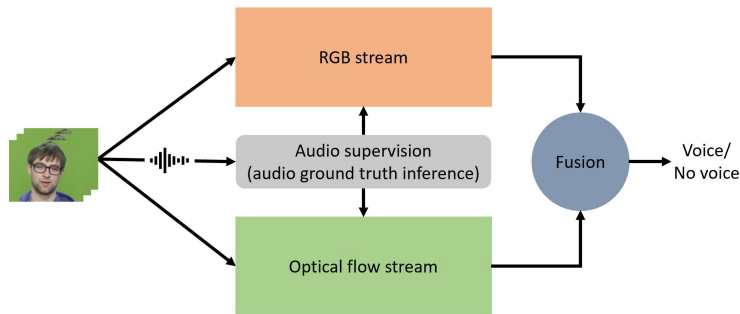 RGB stream
Audio supervision
(audio ground truth inference)
Fusion
Voice/
No voice
Optical flow stream